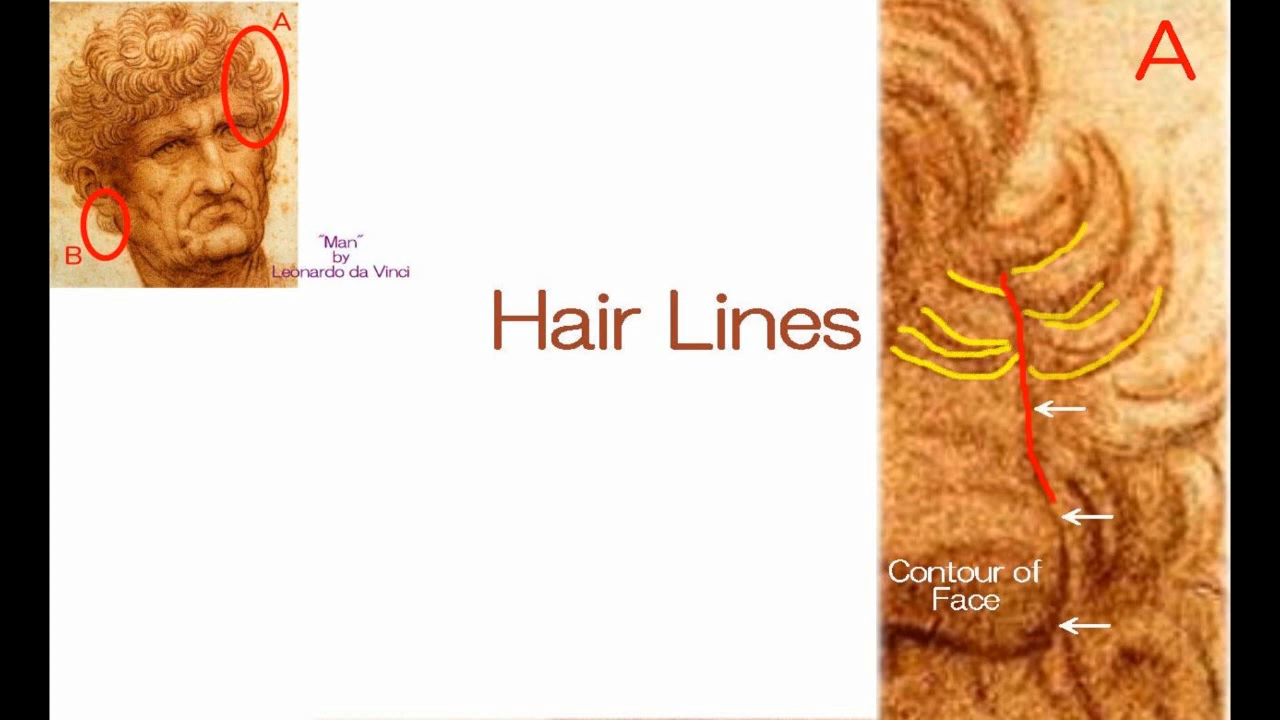 A
B
"Man"
by
Leonardo da Vinci
Hair Lines
A
Contour of
Face